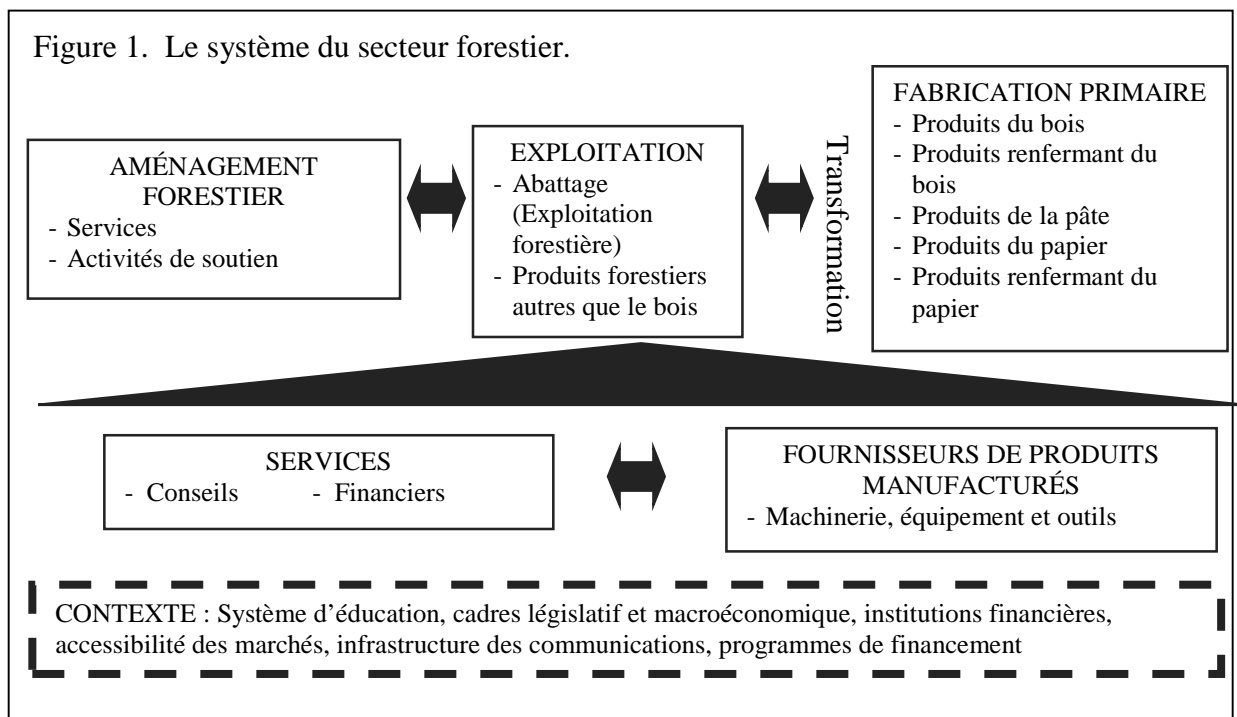 Figure 1. Le système du secteur forestier.
AMÉNAGEMENT
FORESTIER
- Services
- Activités de soutien
EXPLOITATION
- Abattage
(Exploitation
forestière)
- Produits forestiers
autres que le bois
Transformation
FABRICATION PRIMAIRE
- Produits du bois
- Produits renfermant du
bois
- Produits de la pâte
- Produits du papier
- Produits renfermant du
papier
SERVICES
- Conseils - Financiers
FOURNISSEURS DE PRODUITS
MANUFACTURÉS
- Machinerie, équipement et outils
CONTEXTE : Système d’éducation, cadres législatif et macroéconomique, institutions financières,
accessibilité des marchés, infrastructure des communications, programmes de financement